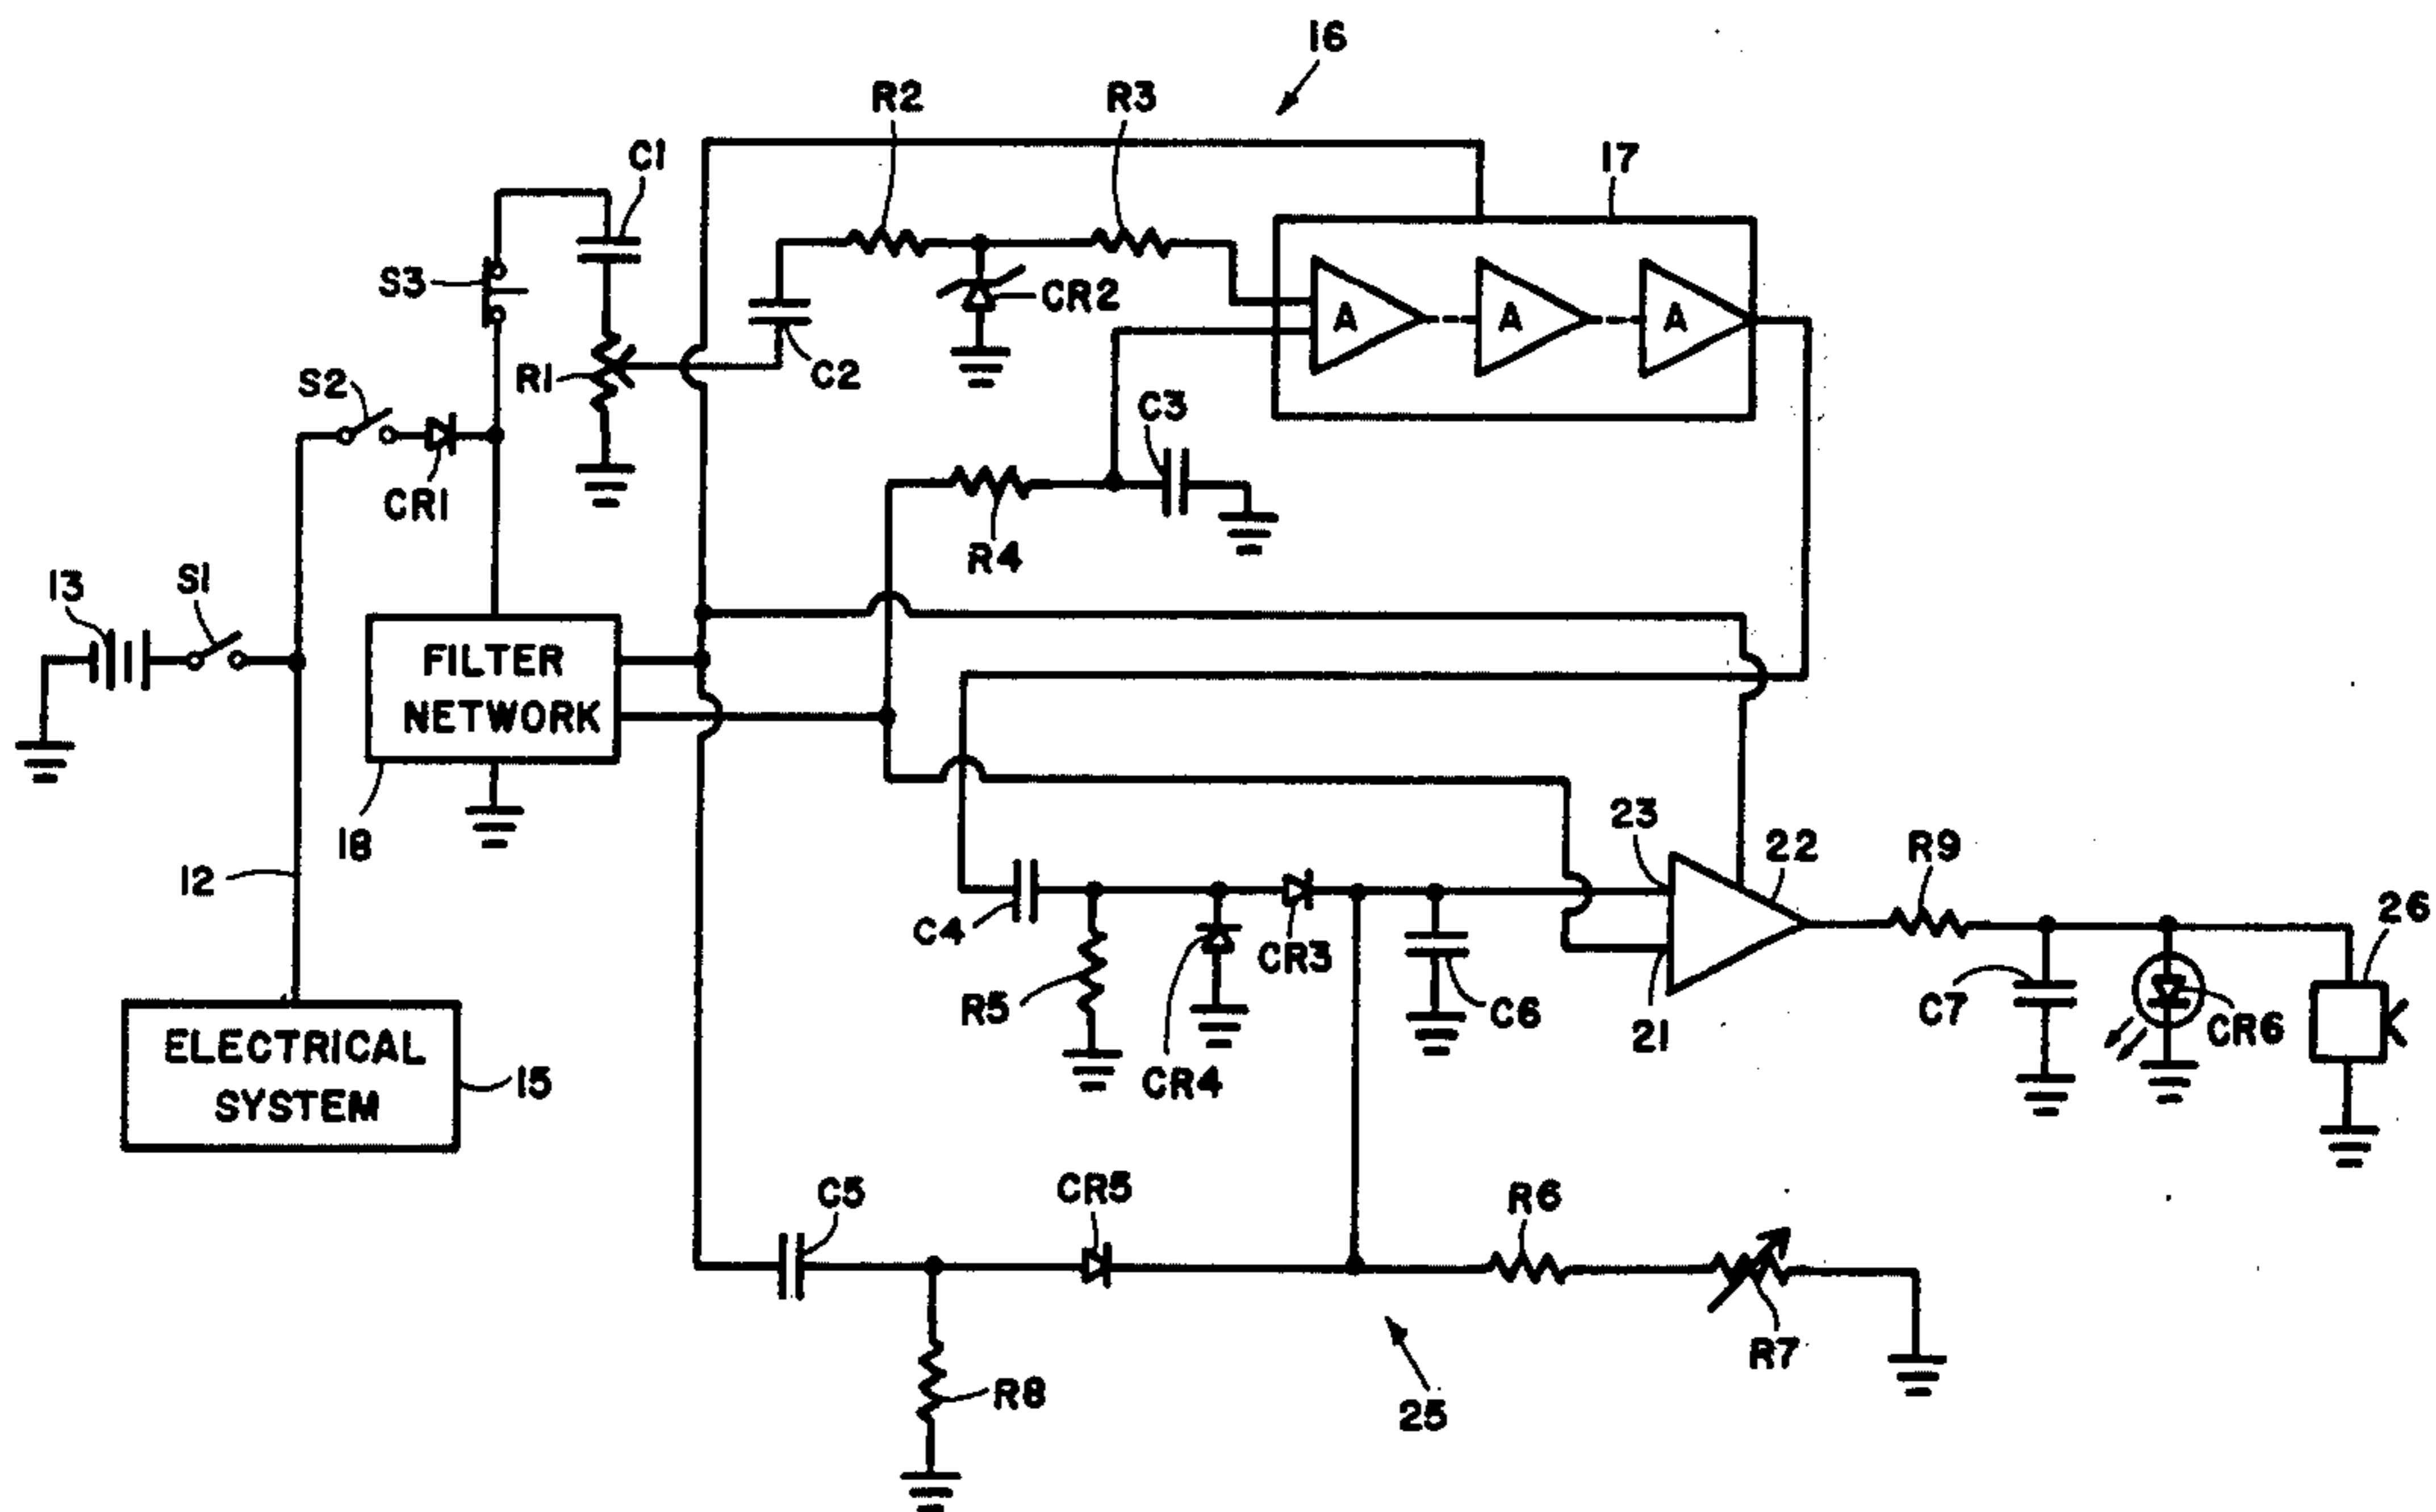 16
R2
R3
C1
17
S3
CR2
A
A
A
R1
C2
S2
C3
CR1
R4
13
S1
FILTER
NETWORK
18
12
23
22
R9
26
C4
CR3
R5
C6
21
C7
CR6
K
CR4
ELECTRICAL
SYSTEM
15
C5
CR5
R6
R7
R8
25